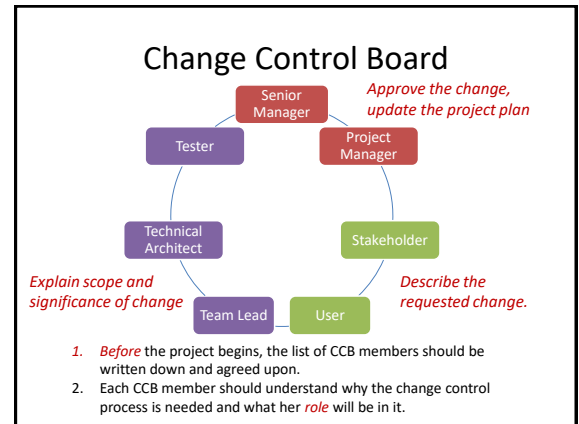 Change Control Board
Senior
Manager
Approve the change,
update the project plan
Project
Manager
Tester
Technical
Architect
Stakeholder
Explain scope and
significance of change
Describe the
requested change.
Team Lead
User
1. Before the project begins, the list of CCB members should be
written down and agreed upon.
2. Each CCB member should understand why the change control
process is needed and what her role will be in it.